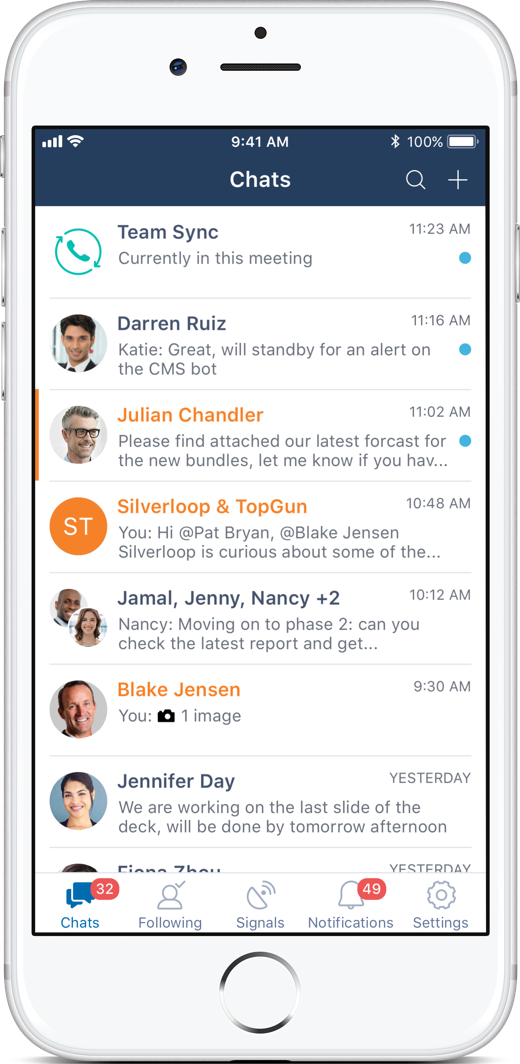 9:41 AM
100%
Chats
Team Sync
11:23 AM
Currently in this meeting
Darren Ruiz
11:16 AM
Katie: Great, will standby for an alert on
the CMS bot
Julian Chandler
11:02 AM
Please find attached our latest forcast for
the new bundles, let me know if you hav...
ST
Silverloop & TopGun
10:48 AM
You: Hi @Pat Bryan, @Blake Jensen
Silverloop is curious about some of the...
Jamal, Jenny, Nancy +2
10:12 AM
Nancy: Moving on to phase 2: can you
check the latest report and get...
Blake Jensen
9:30 AM
You: 1 image
Jennifer Day
YESTERDAY
We are working on the last slide of the
deck, will be done by tomorrow afternoon
Fiona Zhou
YESTERDAY
32
49
Chats
Following
Signals
Notifications
Settings